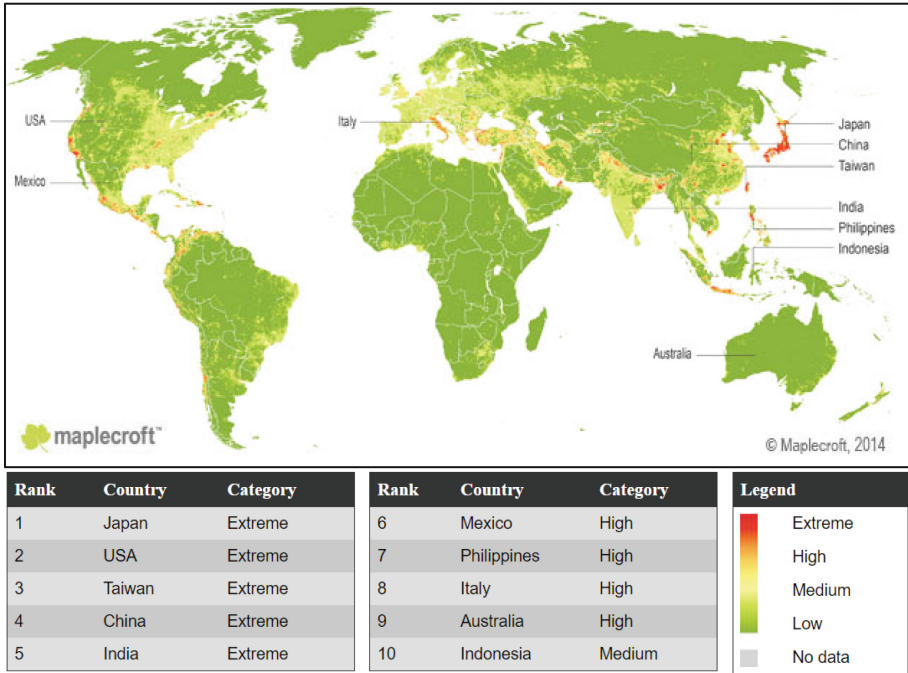 USA
Mexico
Italy
Japan
China
Taiwan
India
Philippines
Indonesia
Australia
maplecroft™
© Maplecroft, 2014
Rank Country Category
1 Japan Extreme
2 USA Extreme
3 Taiwan Extreme
4 China Extreme
5 India Extreme
Rank Country Category
6 Mexico High
7 Philippines High
8 Italy High
9 Australia High
10 Indonesia Medium
Legend
Extreme
High
Medium
Low
No data